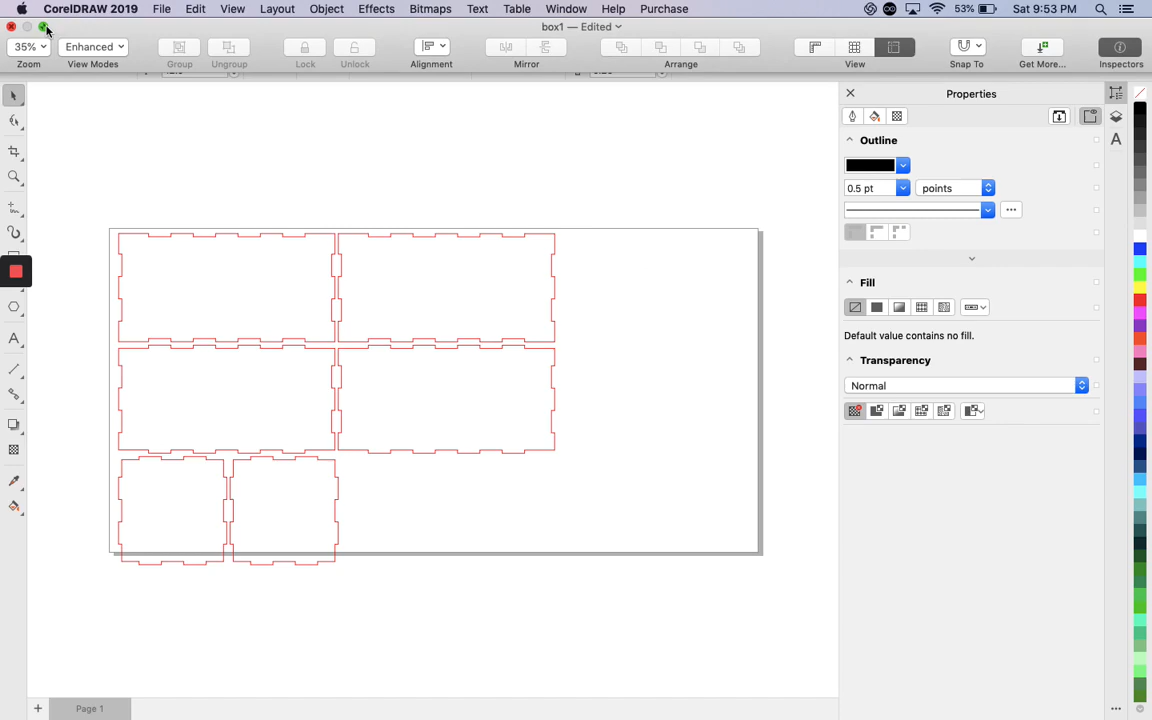 CorelDRAW 2019 File Edit View Layout Object Effects Bitmaps Text Table Window Help Purchase 53% Sat 9:53 PM
box1 — Edited
35% Enhanced
Zoom View Modes Group Ungroup Lock Unlock Alignment Mirror Arrange View Snap To Get More... Inspectors
Properties
Outline
0.5 pt points
Fill
Default value contains no fill.
Transparency
Normal
Page 1